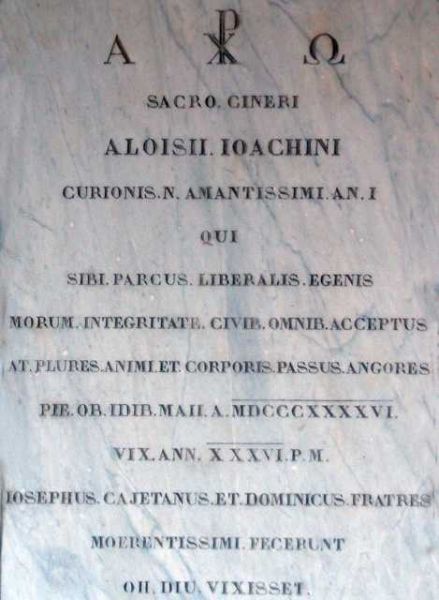 Α ☧ Ω
SACRO. CINERI
ALOISII. IOACHINI
CURIONIS. N. AMANTISSIMI. AN. I
QUI
SIBI. PARCUS. LIBERALIS. EGENIS
MORUM. INTEGRITATE. CIVIB. OMNIB. ACCEPTUS
AT. PLURES. ANIMI. ET. CORPORIS. PASSUS. ANGORES
PIE. OB. IDIB. MAII. A. MDCCCXXXXVI.
VIX. ANN. XXXVI. P. M.
IOSEPHUS. CAJETANUS. ET. DOMINICUS. FRATRES
MOERENTISSIMI. FECERUNT
OH. DIU. VIXISSET.